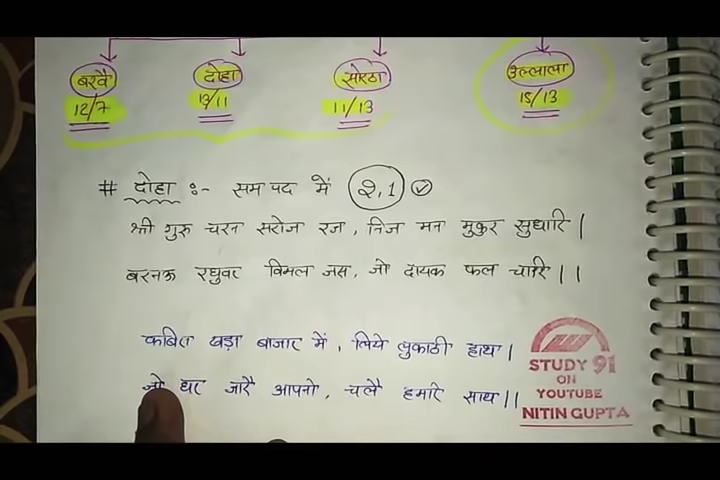 बरवै दोहा सोरठा उल्लाला
12/7 13/11 11/13 15/13
# दोहा :- सम पद में 2,1
श्री गुरु चरन सरोज रज, निज मन मुकुर सुधारि |
बरनऊ रघुवर विमल जस, जो दायक फल चारि ||
कबिरा खड़ा बाजार में, लिये लुकाठी हाथ |
जो घर जारै आपनो, चलै हमारे साथ ||
STUDY 91
ON
YOUTUBE
NITIN GUPTA